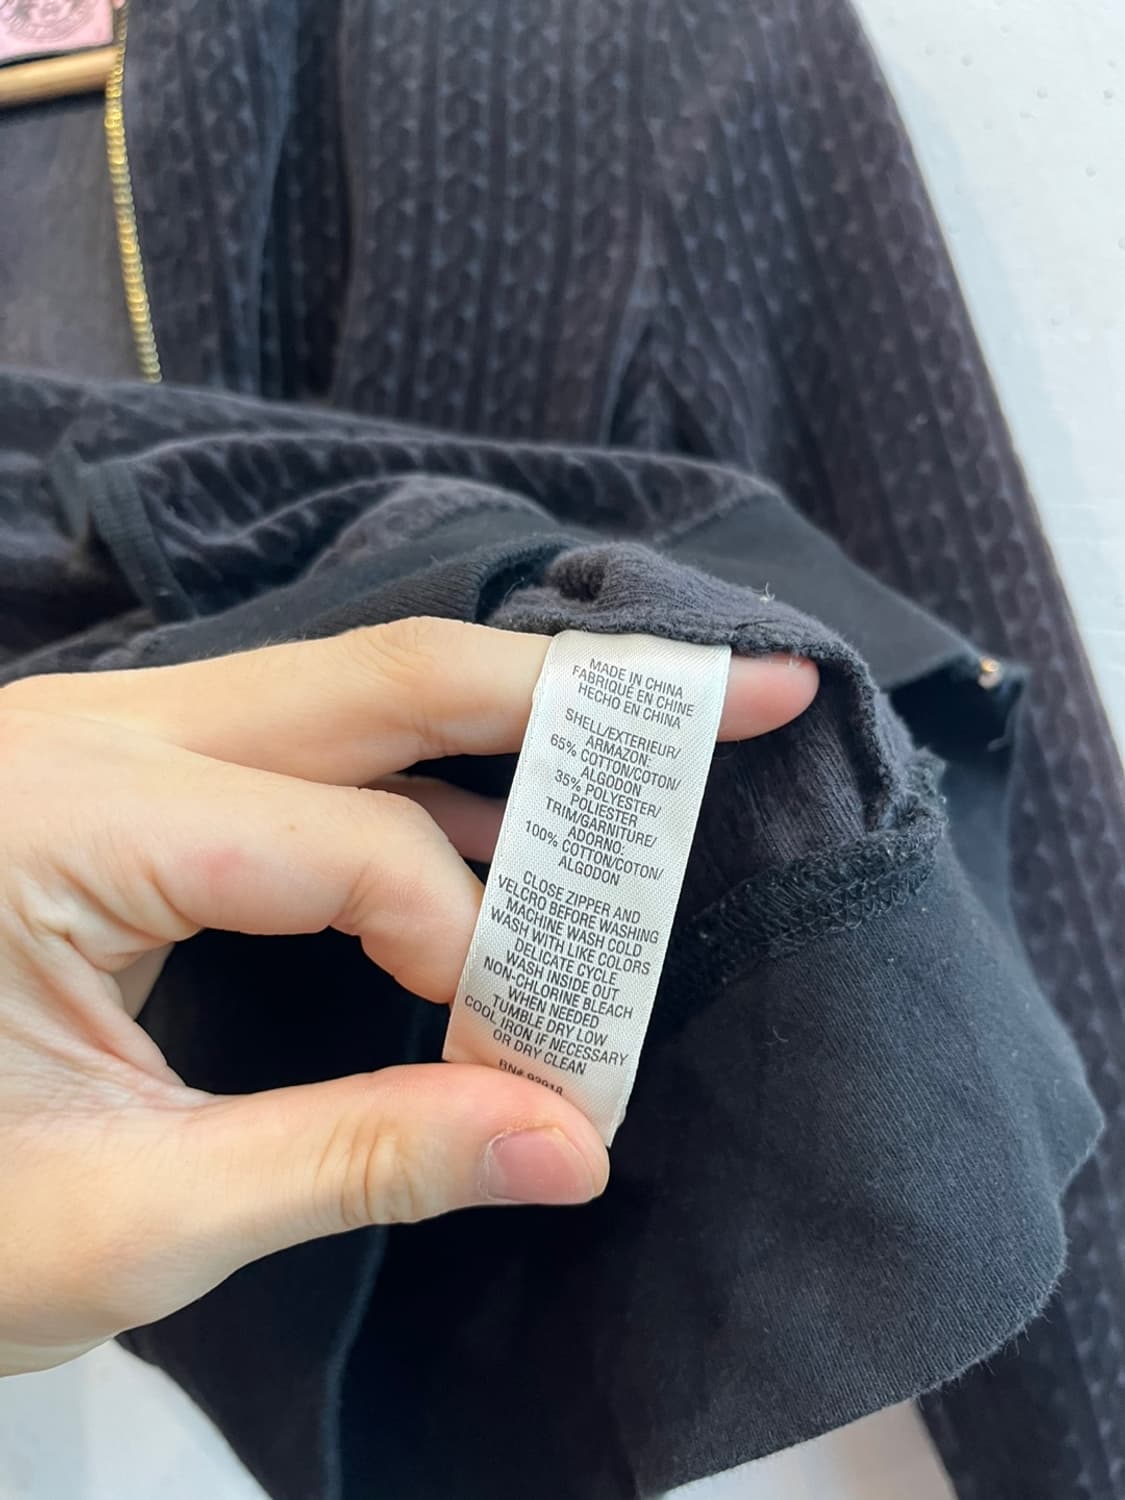 MADE IN CHINA
FABRIQUÉ EN CHINE
HECHO EN CHINA
SHELL/EXTERIEUR/
ARMAZON:
65% COTTON/COTON/
ALGODON
35% POLYESTER/
POLIESTER
TRIM/GARNITURE/
ADORNO:
100% COTTON/COTON/
ALGODON
CLOSE ZIPPER AND
VELCRO BEFORE WASHING
MACHINE WASH COLD
WASH WITH LIKE COLORS
DELICATE CYCLE
WASH INSIDE OUT
NON-CHLORINE BLEACH
WHEN NEEDED
TUMBLE DRY LOW
COOL IRON IF NECESSARY
OR DRY CLEAN
RN#